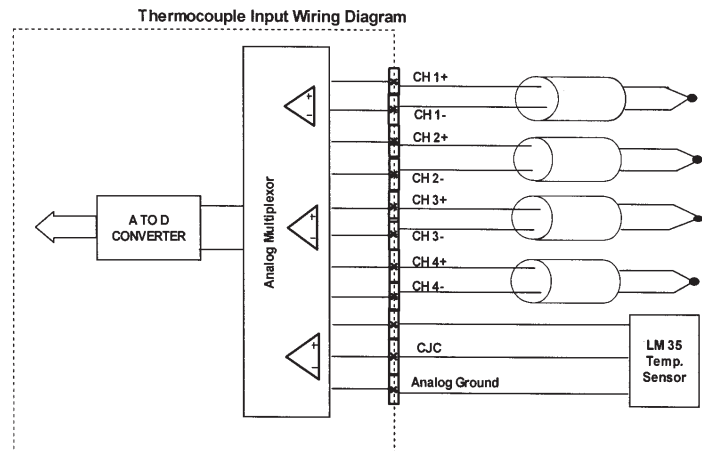 Thermocouple Input Wiring Diagram
A TO D
CONVERTER
Analog Multiplexor
+
−
+
−
+
−
CH 1+
CH 1-
CH 2+
CH 2-
CH 3+
CH 3-
CH 4+
CH 4-
CJC
Analog Ground
LM 35
Temp.
Sensor